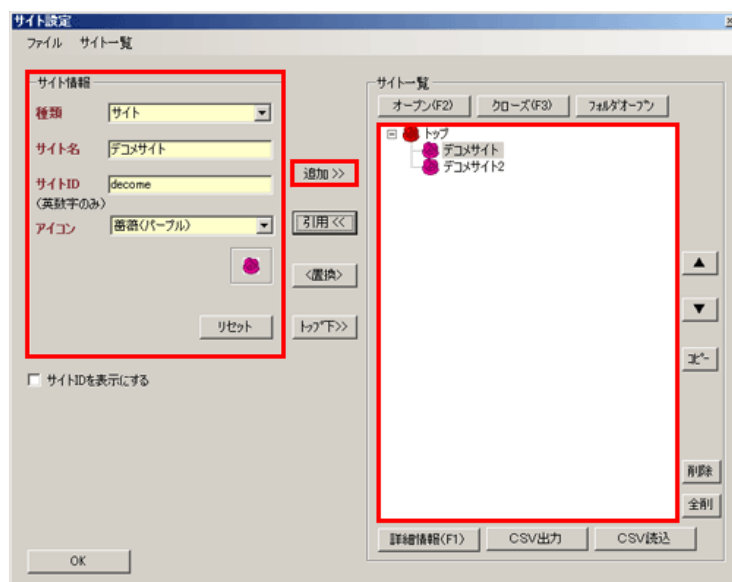 サイト設定
ファイル サイト一覧
サイト情報
種類 サイト
サイト名 デコメサイト
サイトID decome
(英数字のみ)
アイコン 薔薇(パープル)
リセット
サイトIDを表示にする
OK
追加>>
引用<<
<置換>
トップ下>>
サイト一覧
オープン(F2) クローズ(F3) フォルダオープン
トップ
デコメサイト
デコメサイト2
▲
▼
コピー
削除
全削
詳細情報(F1) CSV出力 CSV読込